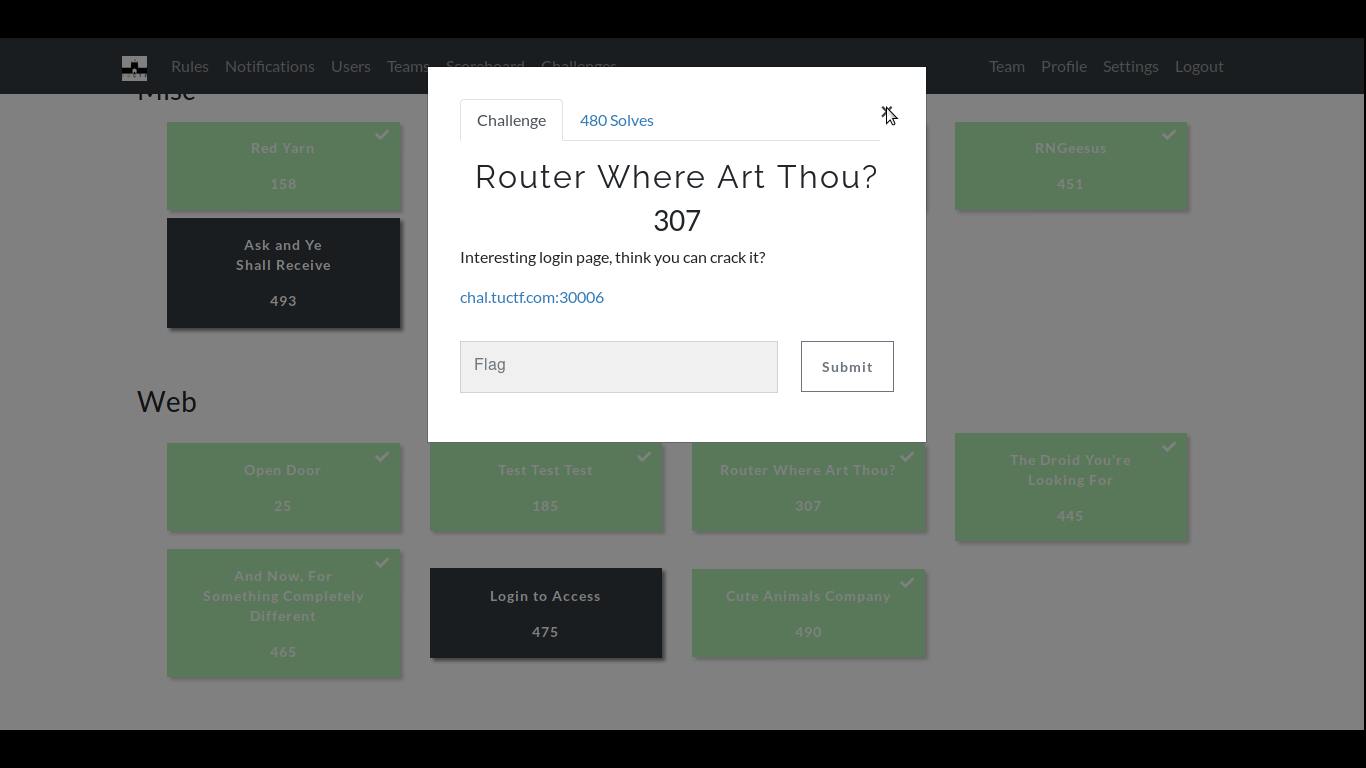 Rules Notifications Users Teams Scoreboard Challenges Team Profile Settings Logout
Misc
Challenge 480 Solves
Router Where Art Thou?
307
Interesting login page, think you can crack it?
chal.tuctf.com:30006
Flag Submit
Red Yarn
158
RNGeesus
451
Ask and Ye
Shall Receive
493
Web
Open Door
25
Test Test Test
185
Router Where Art Thou?
307
The Droid You're
Looking For
445
And Now, For
Something Completely
Different
465
Login to Access
475
Cute Animals Company
490